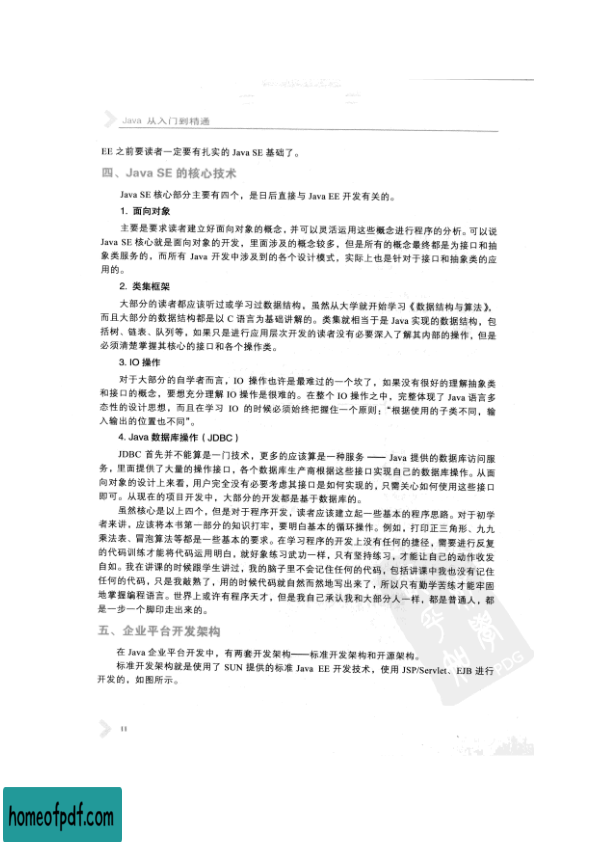 Java 从入门到精通
EE 之前要读者一定要有扎实的 Java SE 基础了。
四、Java SE 的核心技术
Java SE 核心部分主要有四个，是日后直接与 Java EE 开发有关的。
1. 面向对象
主要是要求读者建立好面向对象的概念，并可以灵活运用这些概念进行程序的分析。可以说
Java SE 核心就是面向对象的开发，里面涉及的概念较多，但是所有的概念最终都是为接口和抽
象类服务的，而所有 Java 开发中涉及到的各个设计模式，实际上也是针对于接口和抽象类的应
用的。
2. 类集框架
大部分的读者都应该听过或学习过数据结构，虽然从大学就开始学习《数据结构与算法》，
而且大部分的数据结构都是以 C 语言为基础讲解的。类集就相当于是 Java 实现的数据结构，包
括树、链表、队列等，如果只是进行应用层次开发的读者没有必要深入了解其内部的操作，但是
必须清楚掌握其核心的接口和各个操作类。
3. IO 操作
对于大部分的自学者而言，IO 操作也许是最难过的一个坎了，如果没有很好的理解抽象类
和接口的概念，要想充分理解 IO 操作是很难的。在整个 IO 操作之中，完整体现了 Java 语言多
态性的设计思想，而且在学习 IO 的时候必须始终把握住一个原则：“根据使用的子类不同，输
入输出的位置也不同”。
4. Java 数据库操作（JDBC）
JDBC 首先并不能算是一门技术，更多的应该算是一种服务 —— Java 提供的数据库访问服
务，里面提供了大量的操作接口，各个数据库生产商根据这些接口实现自己的数据库操作。从面
向对象的设计上来看，用户完全没有必要考虑其接口是如何实现的，只需关心如何使用这些接口
即可。从现在的项目开发中，大部分的开发都是基于数据库的。
虽然核心是以上四个，但是对于程序开发，读者应该建立起一些基本的程序思路。对于初学
者来讲，应该将本书第一部分的知识打牢，要明白基本的循环操作。例如，打印正三角形、九九
乘法表、冒泡算法等都是一些基本的要求。在学习程序的开发上没有任何的捷径，需要进行反复
的代码训练才能将代码运用明白，就好象练习武功一样，只有坚持练习，才能让自己的动作收发
自如。我在讲课的时候跟学生讲过，我的脑子里不会记住任何的代码，包括讲课中我也没有记住
任何的代码，只是我敲熟了，用的时候代码就自然而然地写出来了，所以只有勤学苦练才能牢固
地掌握编程语言。世界上或许有程序天才，但是我自己承认我和大部分人一样，都是普通人，都
是一步一个脚印走出来的。
五、企业平台开发架构
在 Java 企业平台开发中，有两套开发架构——标准开发架构和开源架构。
标准开发架构就是使用了 SUN 提供的标准 Java EE 开发技术，使用 JSP/Servlet、EJB 进行
开发的，如图所示。
II
homeofpdf.com